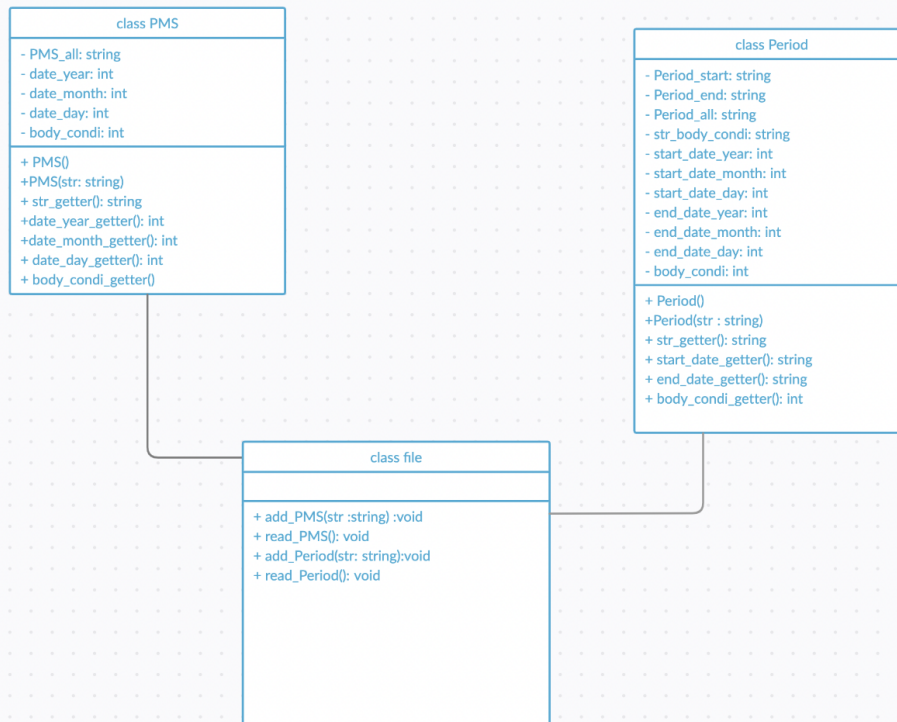 class PMS
- PMS_all: string
- date_year: int
- date_month: int
- date_day: int
- body_condi: int
+ PMS()
+PMS(str: string)
+ str_getter(): string
+date_year_getter(): int
+date_month_getter(): int
+ date_day_getter(): int
+ body_condi_getter()
class Period
- Period_start: string
- Period_end: string
- Period_all: string
- str_body_condi: string
- start_date_year: int
- start_date_month: int
- start_date_day: int
- end_date_year: int
- end_date_month: int
- end_date_day: int
- body_condi: int
+ Period()
+Period(str : string)
+ str_getter(): string
+ start_date_getter(): string
+ end_date_getter(): string
+ body_condi_getter(): int
class file
+ add_PMS(str :string) :void
+ read_PMS(): void
+ add_Period(str: string):void
+ read_Period(): void